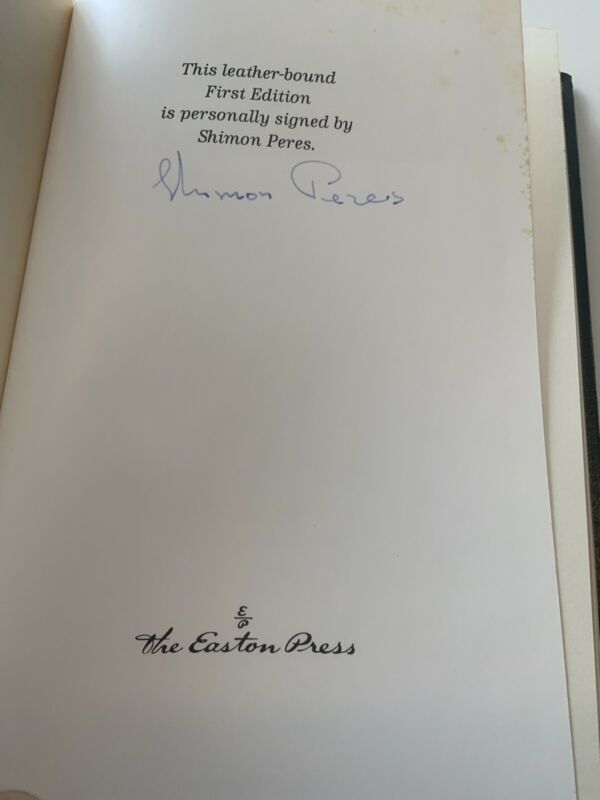 This leather-bound
First Edition
is personally signed by
Shimon Peres.
Shimon Peres
E
P
The Easton Press